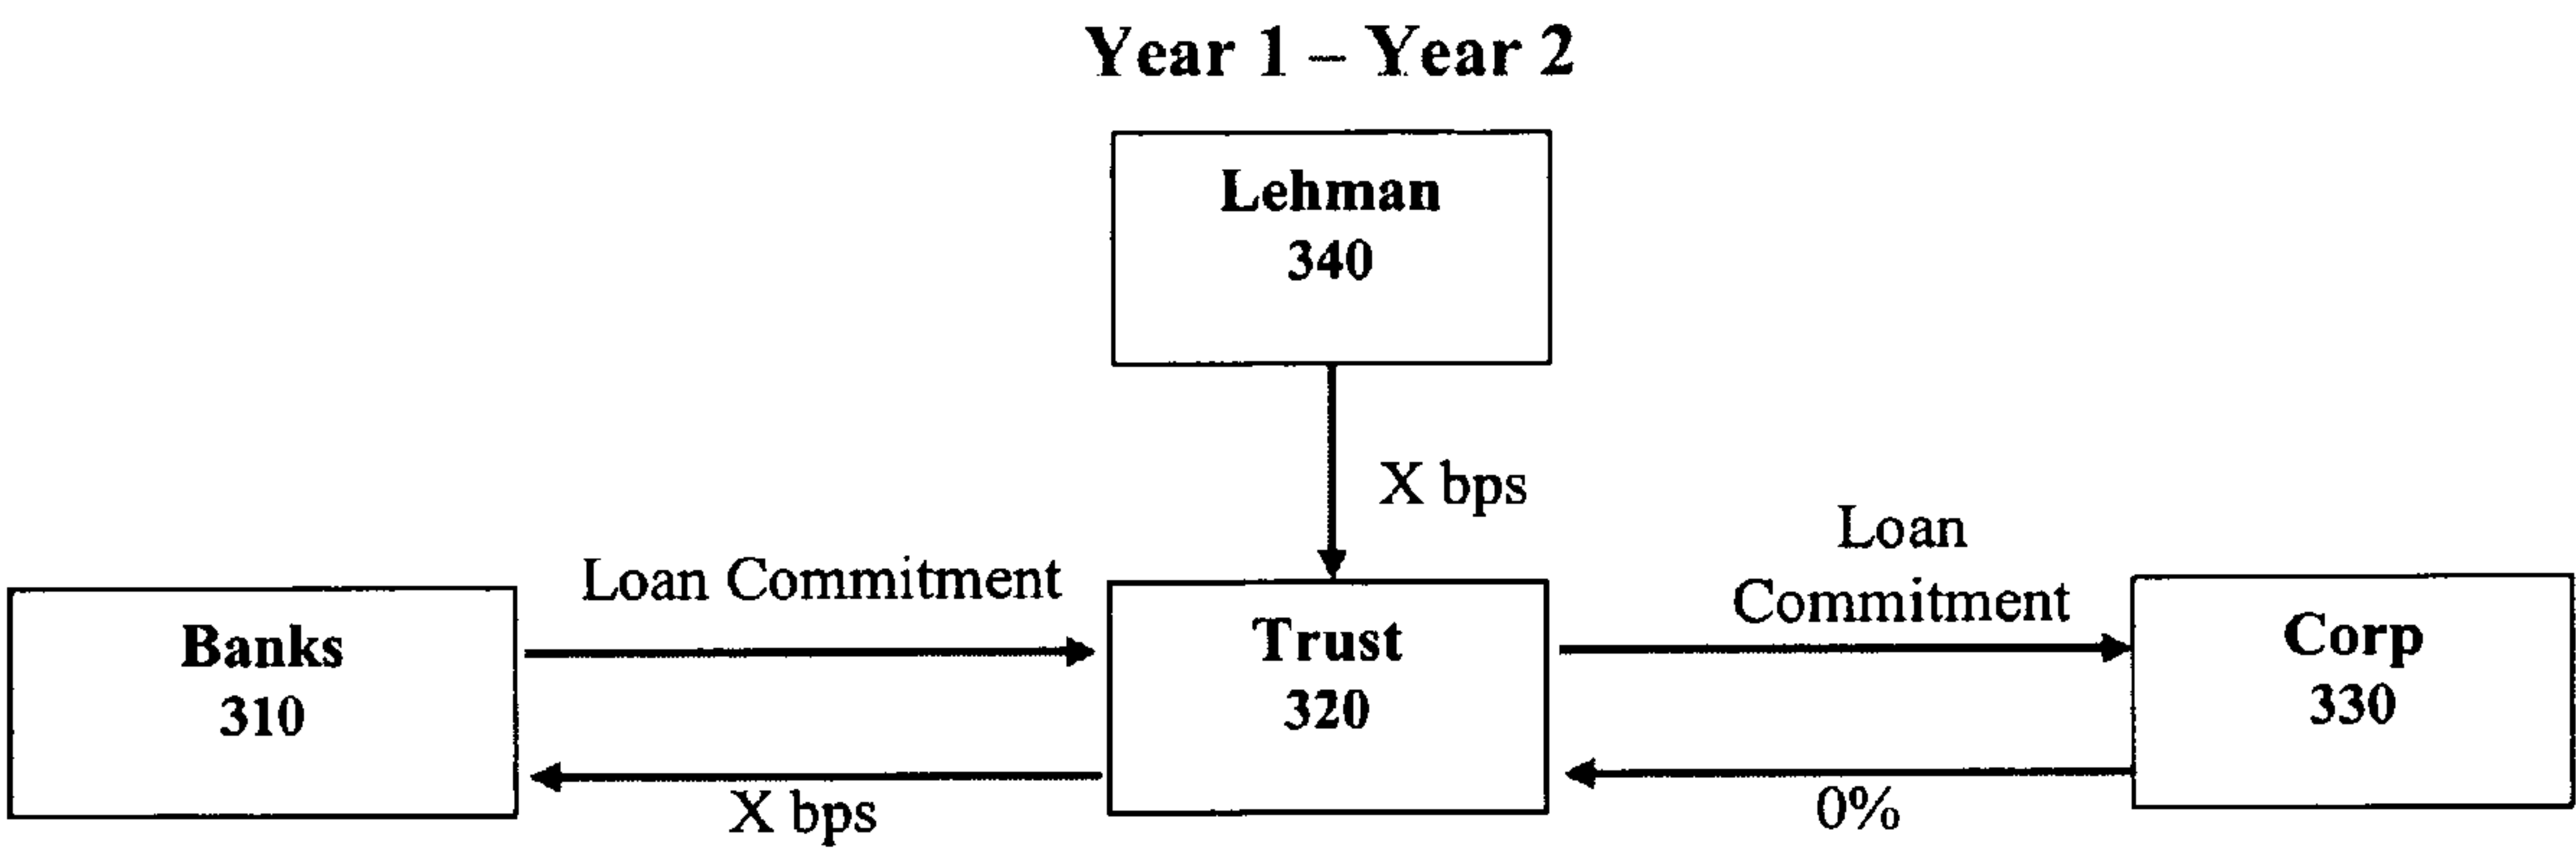 Year 1 – Year 2
Lehman
340
X bps
Loan Commitment
Loan
Commitment
Banks
310
Trust
320
Corp
330
X bps
0%